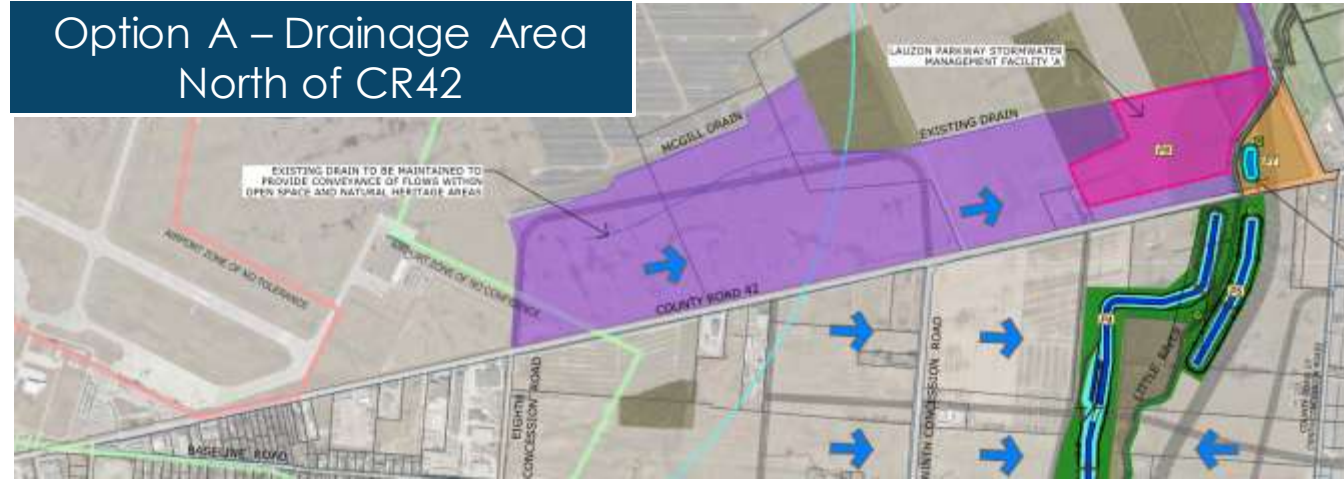 Option A – Drainage Area
North of CR42
LAUZON PARKWAY STORMWATER
MANAGEMENT FACILITY 'A'
MCGILL DRAIN
EXISTING DRAIN
EXISTING DRAIN TO BE MAINTAINED TO
PROVIDE CONVEYANCE OF FLOWS WITHIN
OPEN SPACE AND NATURAL HERITAGE AREAS
AIRPORT ZONE OF NO TOLERANCE
AIRPORT ZONE OF NO CONFIDENCE
COUNTY ROAD 42
EIGHTH
CONCESSION ROAD
NINTH CONCESSION ROAD
BASELINE ROAD
LITTLE RIVER